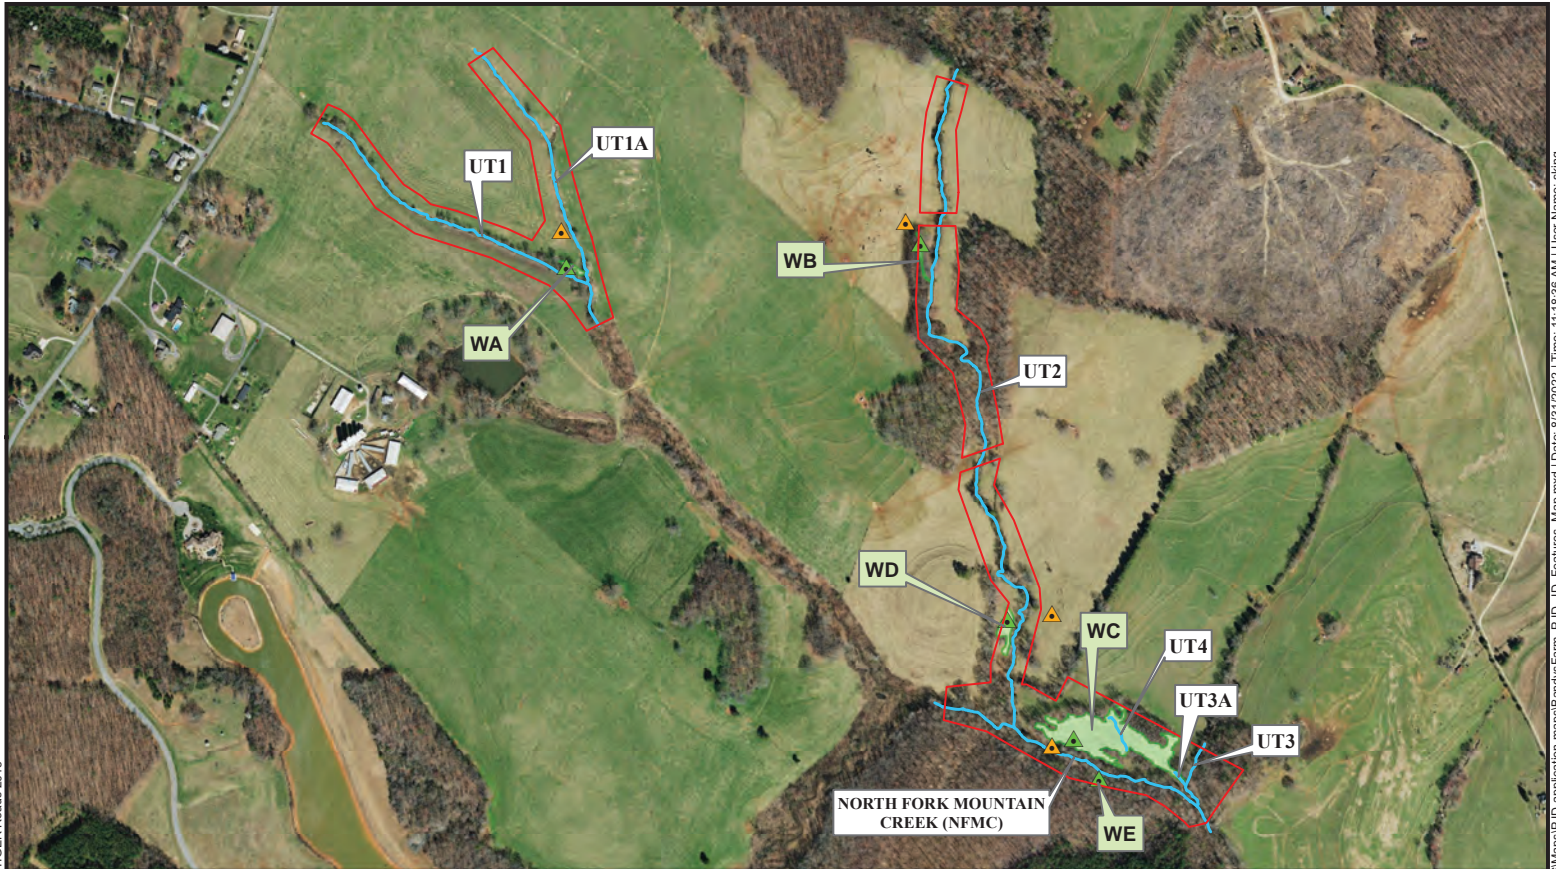 UT1
UT1A
WA
WB
UT2
WD
WC
UT4
UT3A
UT3
NORTH FORK MOUNTAIN
CREEK (NFMC)
WE